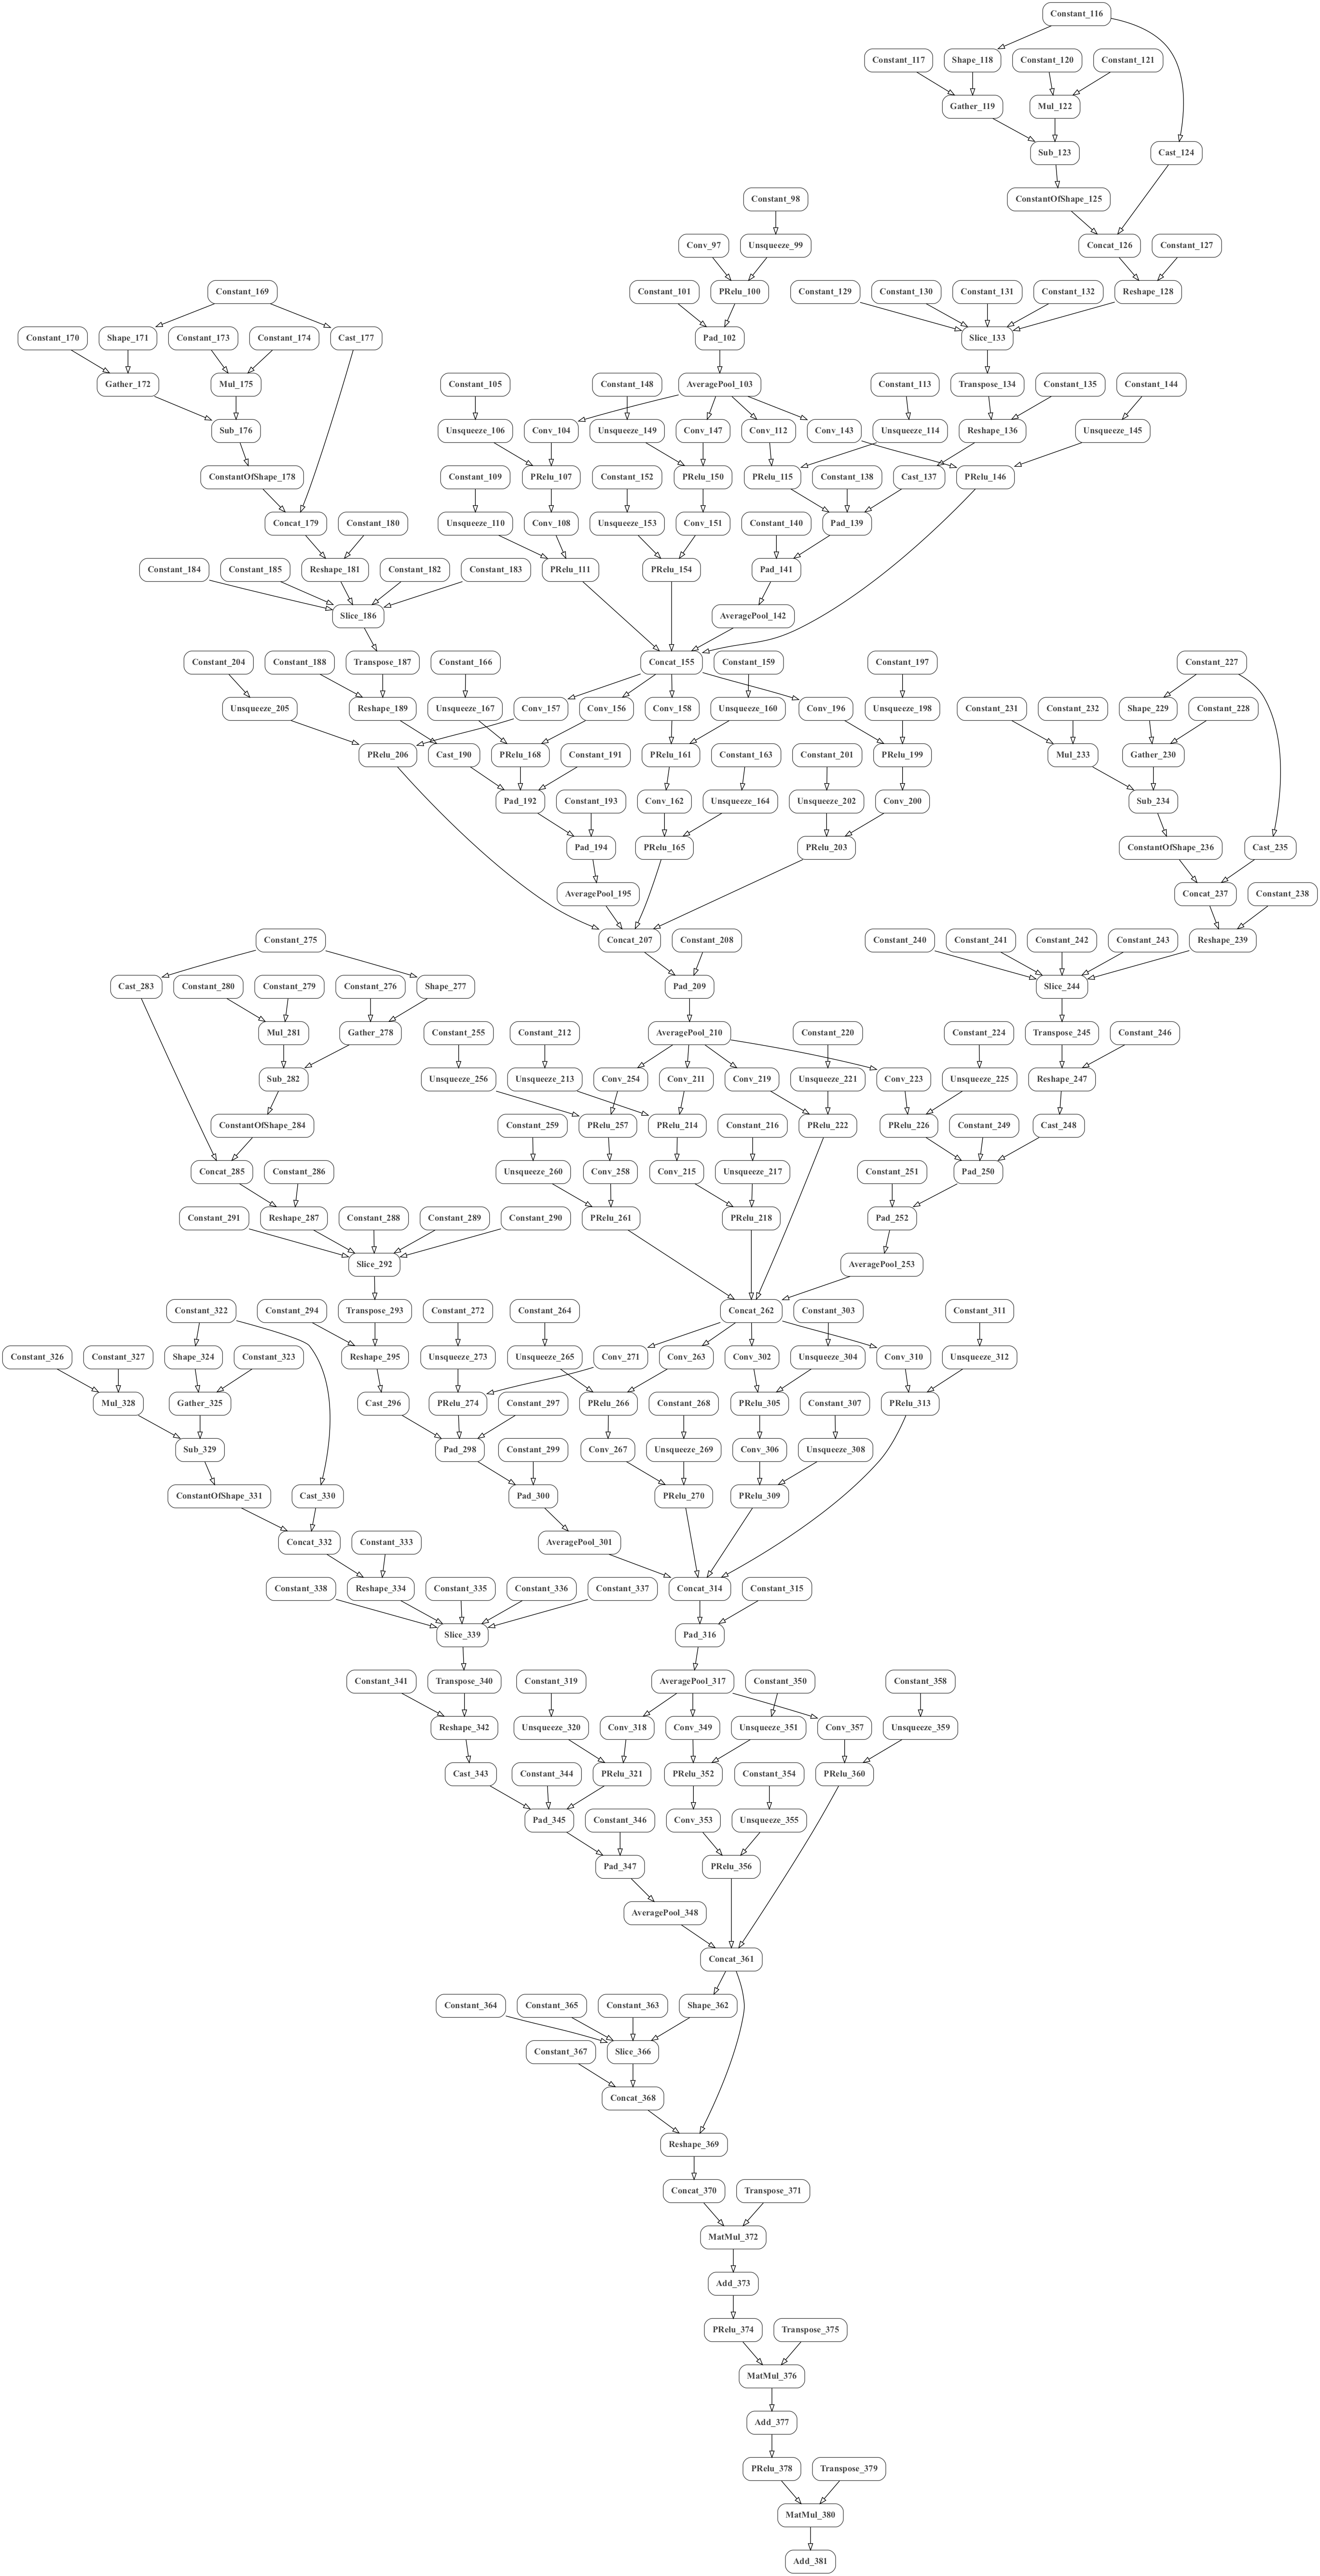 Constant_116
Constant_117 Shape_118 Constant_120 Constant_121
Gather_119 Mul_122
Sub_123 Cast_124
Constant_98 ConstantOfShape_125
Conv_97 Unsqueeze_99 Concat_126 Constant_127
Constant_169 Constant_101 PRelu_100 Constant_129 Constant_130 Constant_131 Constant_132 Reshape_128
Constant_170 Shape_171 Constant_173 Constant_174 Cast_177 Pad_102 Slice_133
Gather_172 Mul_175 Constant_105 Constant_148 AveragePool_103 Constant_113 Transpose_134 Constant_135 Constant_144
Sub_176 Unsqueeze_106 Conv_104 Unsqueeze_149 Conv_147 Conv_112 Conv_143 Unsqueeze_114 Reshape_136 Unsqueeze_145
ConstantOfShape_178 Constant_109 PRelu_107 Constant_152 PRelu_150 PRelu_115 Constant_138 Cast_137 PRelu_146
Concat_179 Constant_180 Unsqueeze_110 Conv_108 Unsqueeze_153 Conv_151 Constant_140 Pad_139
Constant_184 Constant_185 Reshape_181 Constant_182 Constant_183 PRelu_111 PRelu_154 Pad_141
Slice_186 AveragePool_142
Constant_204 Constant_188 Transpose_187 Constant_166 Concat_155 Constant_159 Constant_197 Constant_227
Unsqueeze_205 Reshape_189 Unsqueeze_167 Conv_157 Conv_156 Conv_158 Unsqueeze_160 Conv_196 Unsqueeze_198 Constant_231 Constant_232 Shape_229 Constant_228
PRelu_206 Cast_190 PRelu_168 Constant_191 PRelu_161 Constant_163 Constant_201 PRelu_199 Mul_233 Gather_230
Pad_192 Constant_193 Conv_162 Unsqueeze_164 Unsqueeze_202 Conv_200 Sub_234
Pad_194 PRelu_165 PRelu_203 ConstantOfShape_236 Cast_235
AveragePool_195 Concat_237 Constant_238
Constant_275 Concat_207 Constant_208 Constant_240 Constant_241 Constant_242 Constant_243 Reshape_239
Cast_283 Constant_280 Constant_279 Constant_276 Shape_277 Pad_209 Slice_244
Mul_281 Gather_278 Constant_255 Constant_212 AveragePool_210 Constant_220 Constant_224 Transpose_245 Constant_246
Sub_282 Unsqueeze_256 Unsqueeze_213 Conv_254 Conv_211 Conv_219 Unsqueeze_221 Conv_223 Unsqueeze_225 Reshape_247
ConstantOfShape_284 Constant_259 PRelu_257 PRelu_214 Constant_216 PRelu_222 PRelu_226 Constant_249 Cast_248
Concat_285 Constant_286 Unsqueeze_260 Conv_258 Conv_215 Unsqueeze_217 Constant_251 Pad_250
Constant_291 Reshape_287 Constant_288 Constant_289 Constant_290 PRelu_261 PRelu_218 Pad_252
Slice_292 AveragePool_253
Constant_322 Constant_294 Transpose_293 Constant_272 Constant_264 Concat_262 Constant_303 Constant_311
Constant_326 Constant_327 Shape_324 Constant_323 Reshape_295 Unsqueeze_273 Unsqueeze_265 Conv_271 Conv_263 Conv_302 Unsqueeze_304 Conv_310 Unsqueeze_312
Mul_328 Gather_325 Cast_296 PRelu_274 Constant_297 PRelu_266 Constant_268 PRelu_305 Constant_307 PRelu_313
Sub_329 Pad_298 Constant_299 Conv_267 Unsqueeze_269 Conv_306 Unsqueeze_308
ConstantOfShape_331 Cast_330 Pad_300 PRelu_270 PRelu_309
Concat_332 Constant_333 AveragePool_301
Constant_338 Reshape_334 Constant_335 Constant_336 Constant_337 Concat_314 Constant_315
Slice_339 Pad_316
Constant_341 Transpose_340 Constant_319 AveragePool_317 Constant_350 Constant_358
Reshape_342 Unsqueeze_320 Conv_318 Conv_349 Unsqueeze_351 Conv_357 Unsqueeze_359
Cast_343 Constant_344 PRelu_321 PRelu_352 Constant_354 PRelu_360
Pad_345 Constant_346 Conv_353 Unsqueeze_355
Pad_347 PRelu_356
AveragePool_348
Concat_361
Constant_364 Constant_365 Constant_363 Shape_362
Constant_367 Slice_366
Concat_368
Reshape_369
Concat_370 Transpose_371
MatMul_372
Add_373
PRelu_374 Transpose_375
MatMul_376
Add_377
PRelu_378 Transpose_379
MatMul_380
Add_381